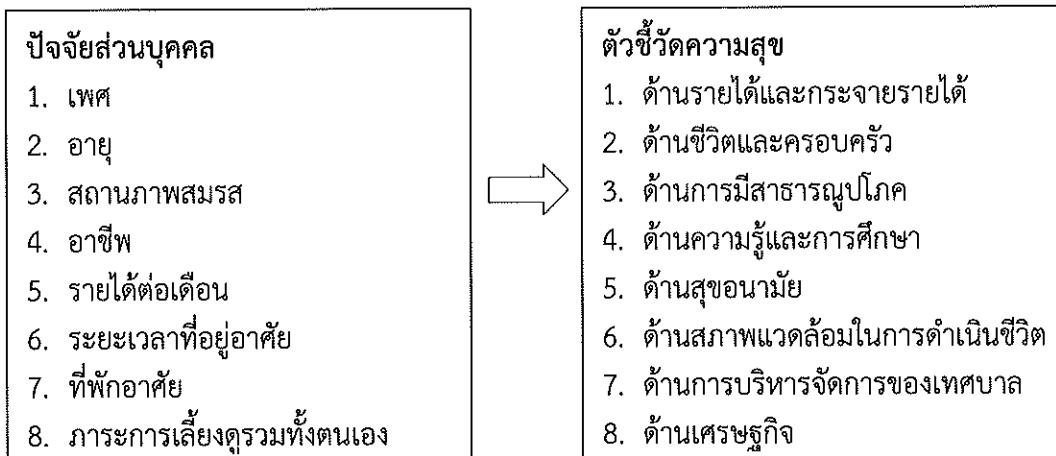 ปัจจัยส่วนบุคคล
1. เพศ
2. อายุ
3. สถานภาพสมรส
4. อาชีพ
5. รายได้ต่อเดือน
6. ระยะเวลาที่อยู่อาศัย
7. ที่พักอาศัย
8. ภาระการเลี้ยงดูรวมทั้งตนเอง
ตัวชี้วัดความสุข
1. ด้านรายได้และกระจายรายได้
2. ด้านชีวิตและครอบครัว
3. ด้านการมีสาธารณูปโภค
4. ด้านความรู้และการศึกษา
5. ด้านสุขอนามัย
6. ด้านสภาพแวดล้อมในการดำเนินชีวิต
7. ด้านการบริหารจัดการของเทศบาล
8. ด้านเศรษฐกิจ